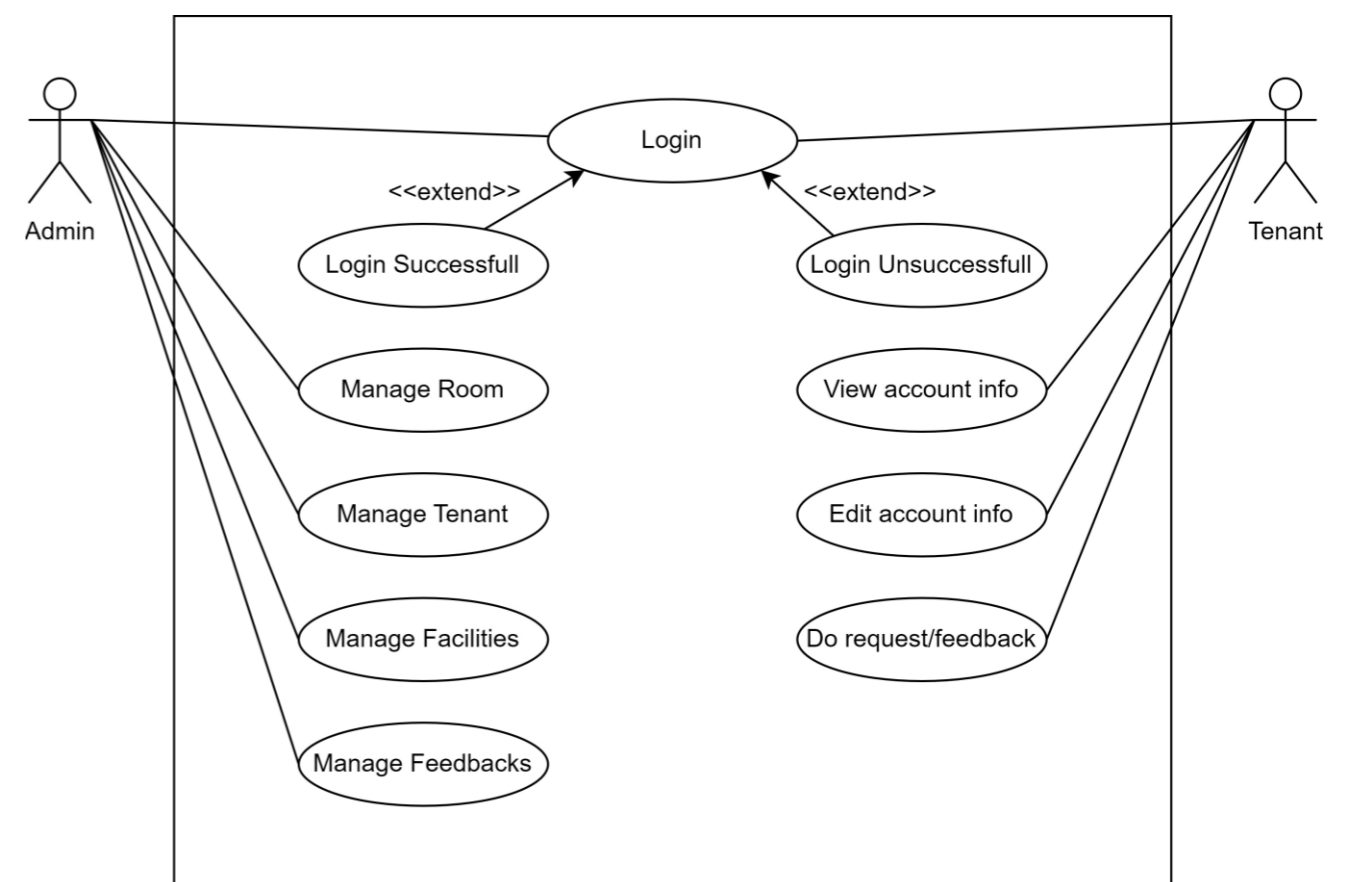 Login
<<extend>>
<<extend>>
Admin
Tenant
Login Successfull
Login Unsuccessfull
Manage Room
View account info
Manage Tenant
Edit account info
Manage Facilities
Do request/feedback
Manage Feedbacks